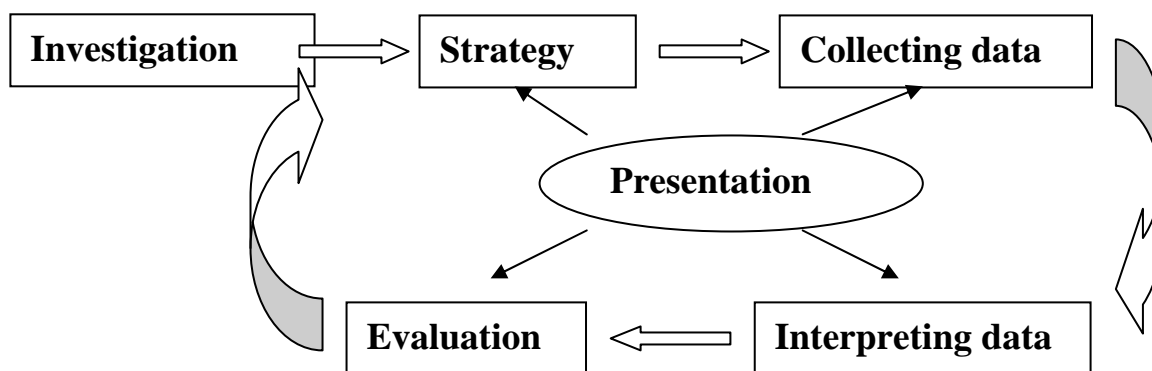 Investigation
Strategy
Collecting data
Presentation
Evaluation
Interpreting data